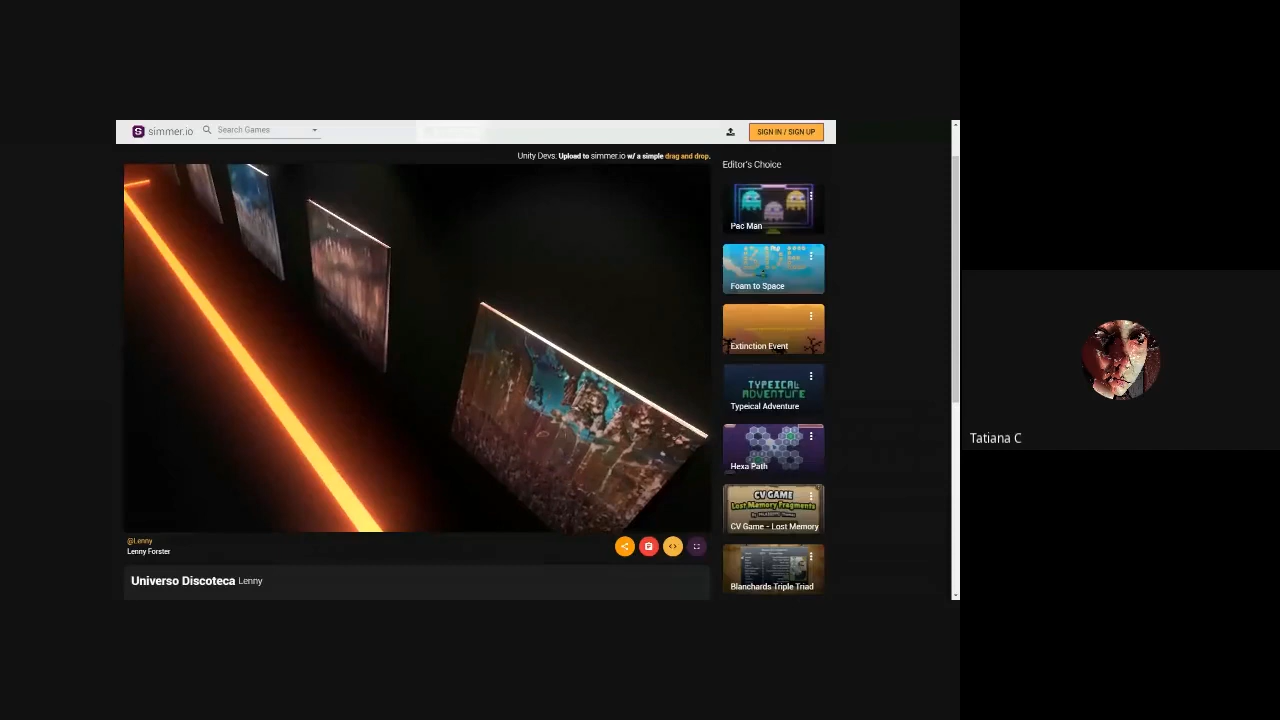 simmer.io
Search Games
SIGN IN / SIGN UP
Unity Devs: Upload to simmer.io w/ a simple drag and drop.
Editor's Choice
Pac Man
Foam to Space
Extinction Event
TYPEICAL
ADVENTURE
Typeical Adventure
Hexa Path
CV GAME
Lost Memory Fragments
CV Game - Lost Memory
Blanchards Triple Triad
@Lenny
Lenny Forster
Universo Discoteca Lenny
Tatiana C